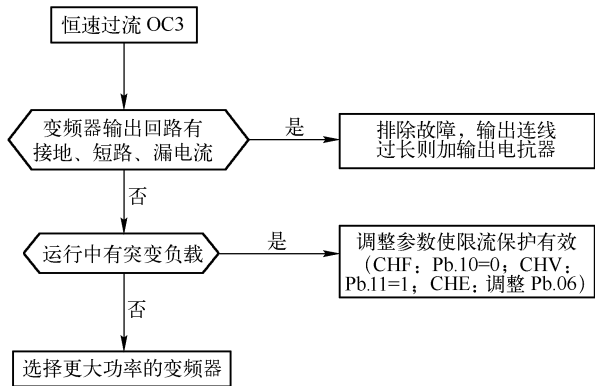 恒速过流 OC3
变频器输出回路有
接地、短路、漏电流
是
排除故障，输出连线
过长则加输出电抗器
否
运行中有突变负载
是
调整参数使限流保护有效
（CHF：Pb.10=0；CHV：
Pb.11=1；CHE：调整 Pb.06）
否
选择更大功率的变频器